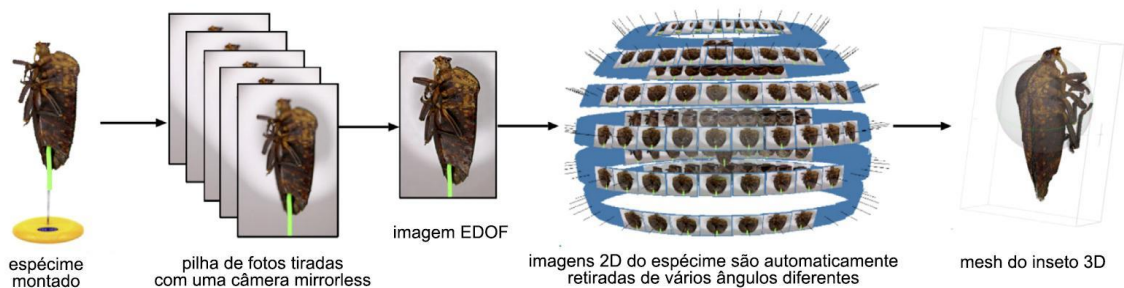 espécime
montado
pilha de fotos tiradas
com uma câmera mirrorless
imagem EDOF
imagens 2D do espécime são automaticamente
retiradas de vários ângulos diferentes
mesh do inseto 3D